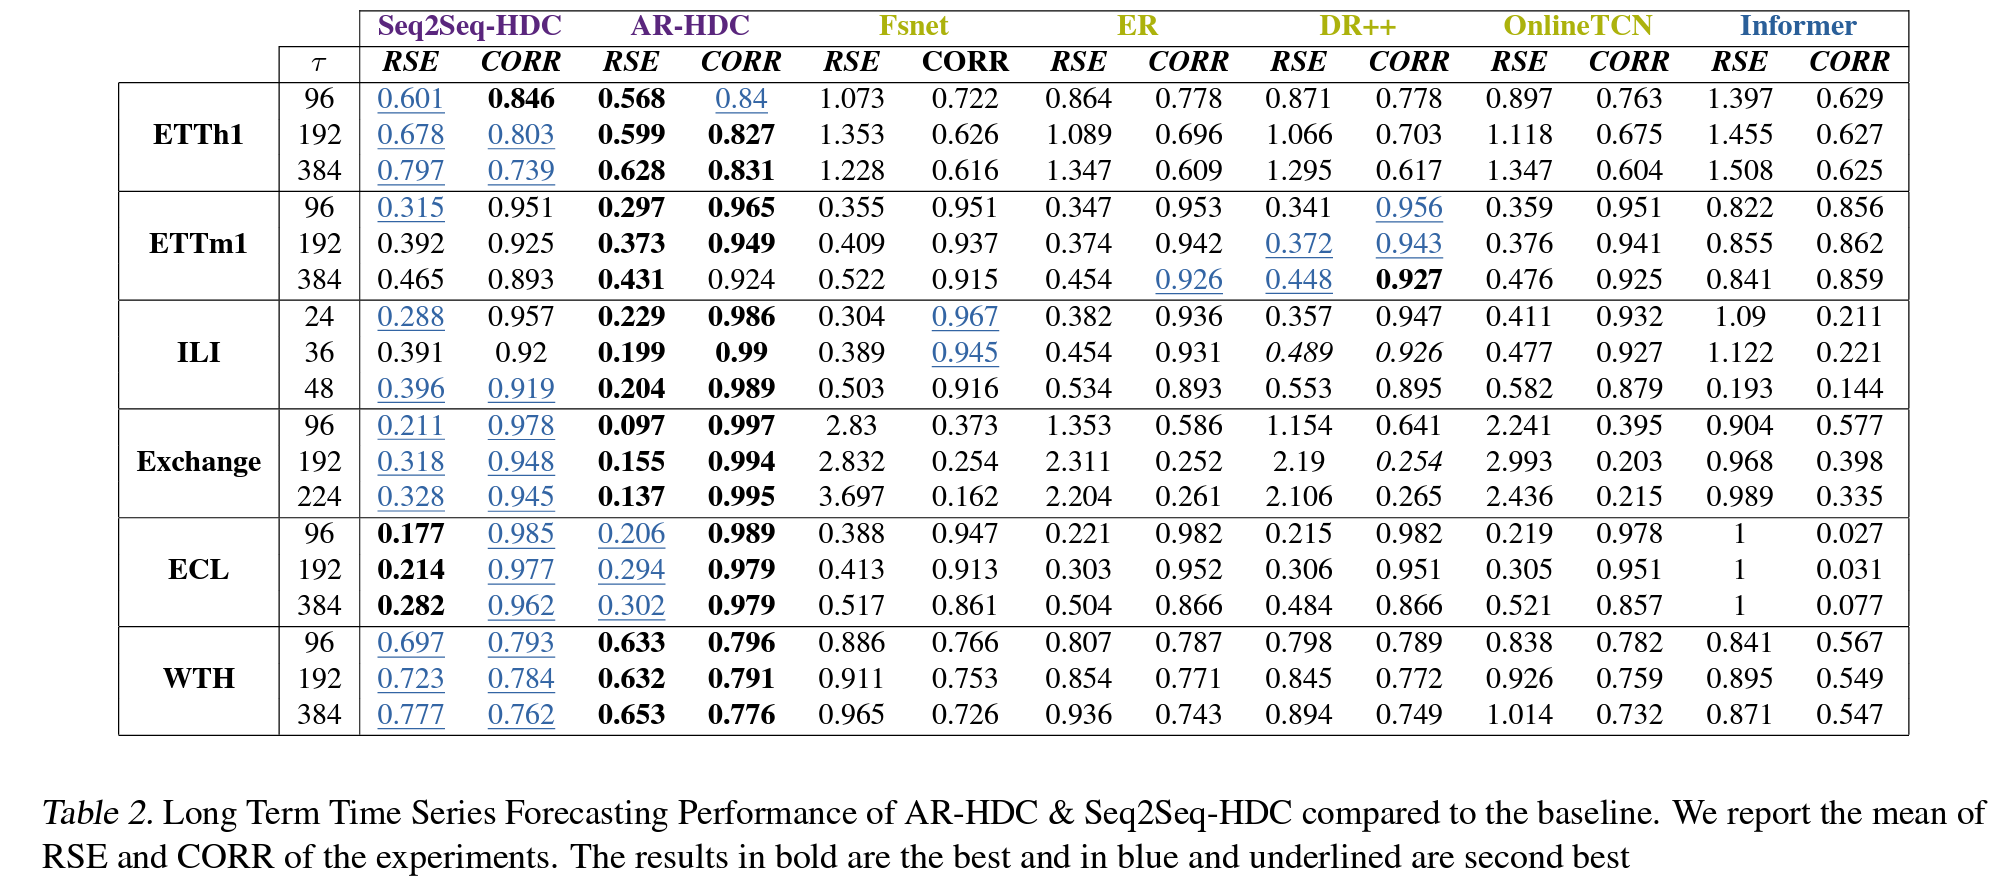 Seq2Seq-HDC AR-HDC Fsnet ER DR++ OnlineTCN Informer
τ RSE CORR RSE CORR RSE CORR RSE CORR RSE CORR RSE CORR RSE CORR
96 0.601 0.846 0.568 0.84 1.073 0.722 0.864 0.778 0.871 0.778 0.897 0.763 1.397 0.629
ETTh1 192 0.678 0.803 0.599 0.827 1.353 0.626 1.089 0.696 1.066 0.703 1.118 0.675 1.455 0.627
384 0.797 0.739 0.628 0.831 1.228 0.616 1.347 0.609 1.295 0.617 1.347 0.604 1.508 0.625
96 0.315 0.951 0.297 0.965 0.355 0.951 0.347 0.953 0.341 0.956 0.359 0.951 0.822 0.856
ETTm1 192 0.392 0.925 0.373 0.949 0.409 0.937 0.374 0.942 0.372 0.943 0.376 0.941 0.855 0.862
384 0.465 0.893 0.431 0.924 0.522 0.915 0.454 0.926 0.448 0.927 0.476 0.925 0.841 0.859
24 0.288 0.957 0.229 0.986 0.304 0.967 0.382 0.936 0.357 0.947 0.411 0.932 1.09 0.211
ILI 36 0.391 0.92 0.199 0.99 0.389 0.945 0.454 0.931 0.489 0.926 0.477 0.927 1.122 0.221
48 0.396 0.919 0.204 0.989 0.503 0.916 0.534 0.893 0.553 0.895 0.582 0.879 0.193 0.144
96 0.211 0.978 0.097 0.997 2.83 0.373 1.353 0.586 1.154 0.641 2.241 0.395 0.904 0.577
Exchange 192 0.318 0.948 0.155 0.994 2.832 0.254 2.311 0.252 2.19 0.254 2.993 0.203 0.968 0.398
224 0.328 0.945 0.137 0.995 3.697 0.162 2.204 0.261 2.106 0.265 2.436 0.215 0.989 0.335
96 0.177 0.985 0.206 0.989 0.388 0.947 0.221 0.982 0.215 0.982 0.219 0.978 1 0.027
ECL 192 0.214 0.977 0.294 0.979 0.413 0.913 0.303 0.952 0.306 0.951 0.305 0.951 1 0.031
384 0.282 0.962 0.302 0.979 0.517 0.861 0.504 0.866 0.484 0.866 0.521 0.857 1 0.077
96 0.697 0.793 0.633 0.796 0.886 0.766 0.807 0.787 0.798 0.789 0.838 0.782 0.841 0.567
WTH 192 0.723 0.784 0.632 0.791 0.911 0.753 0.854 0.771 0.845 0.772 0.926 0.759 0.895 0.549
384 0.777 0.762 0.653 0.776 0.965 0.726 0.936 0.743 0.894 0.749 1.014 0.732 0.871 0.547
Table 2. Long Term Time Series Forecasting Performance of AR-HDC & Seq2Seq-HDC compared to the baseline. We report the mean of
RSE and CORR of the experiments. The results in bold are the best and in blue and underlined are second best